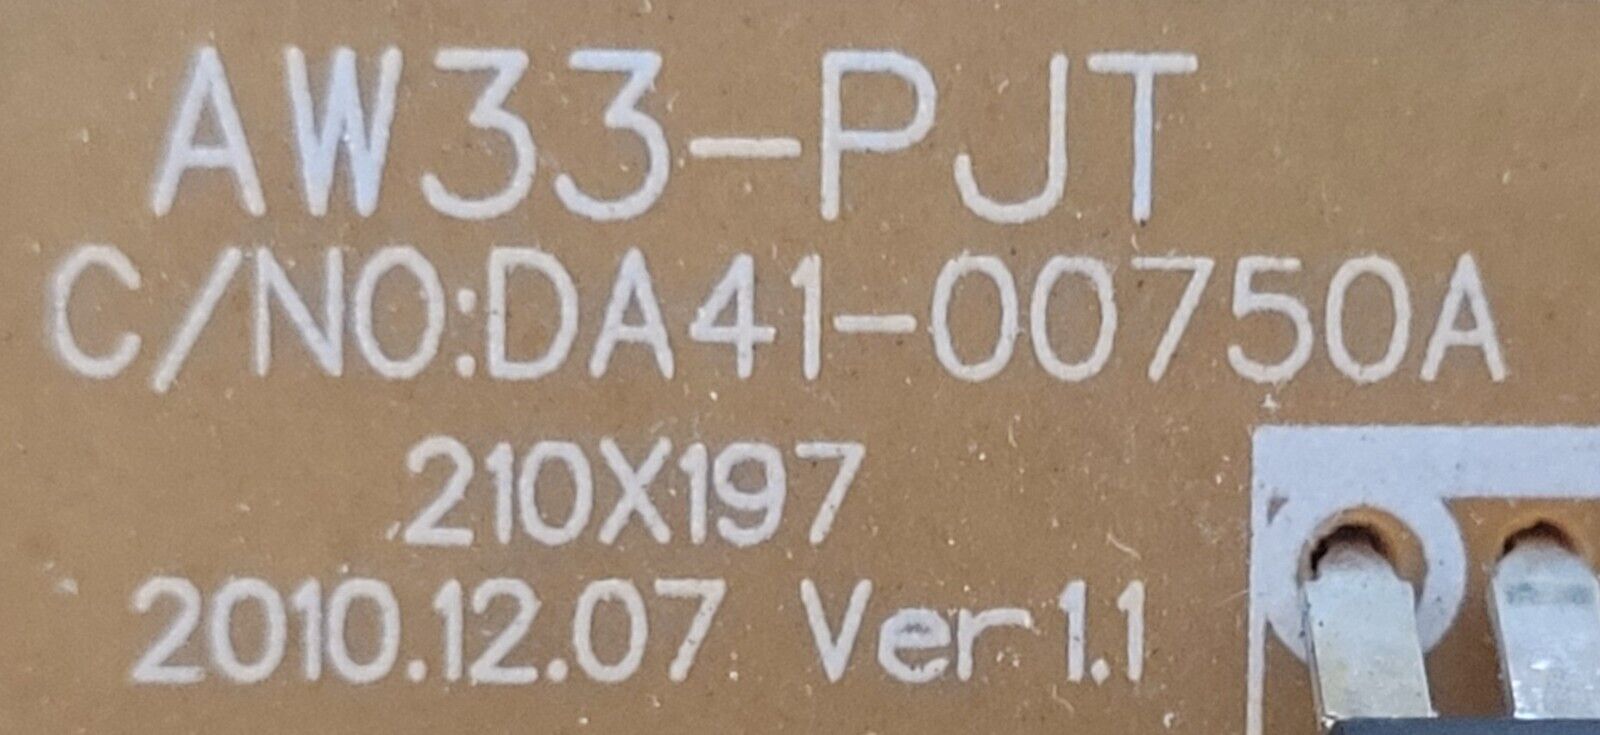 AW33-PJT
C/NO:DA41-00750A
210X197
2010.12.07 Ver1.1